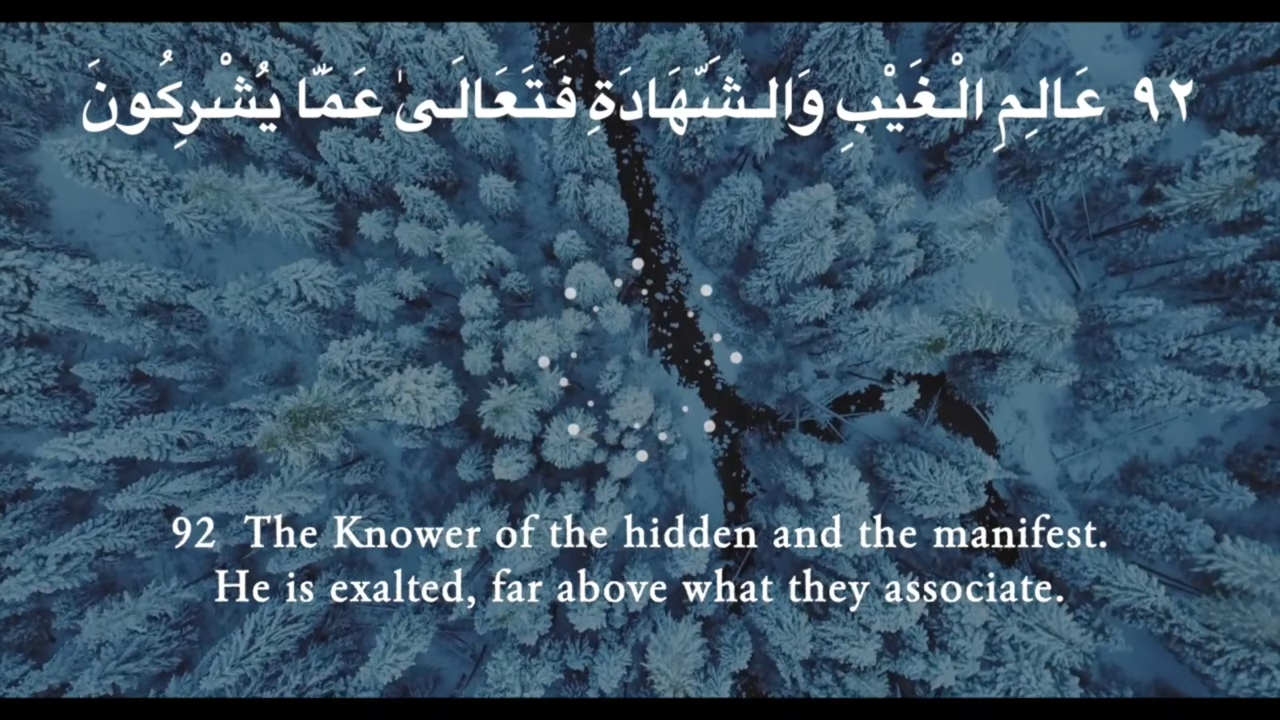 ٩٢ عَالِمِ الْغَيْبِ وَالشَّهَادَةِ فَتَعَالَىٰ عَمَّا يُشْرِكُونَ
92 The Knower of the hidden and the manifest.
He is exalted, far above what they associate.